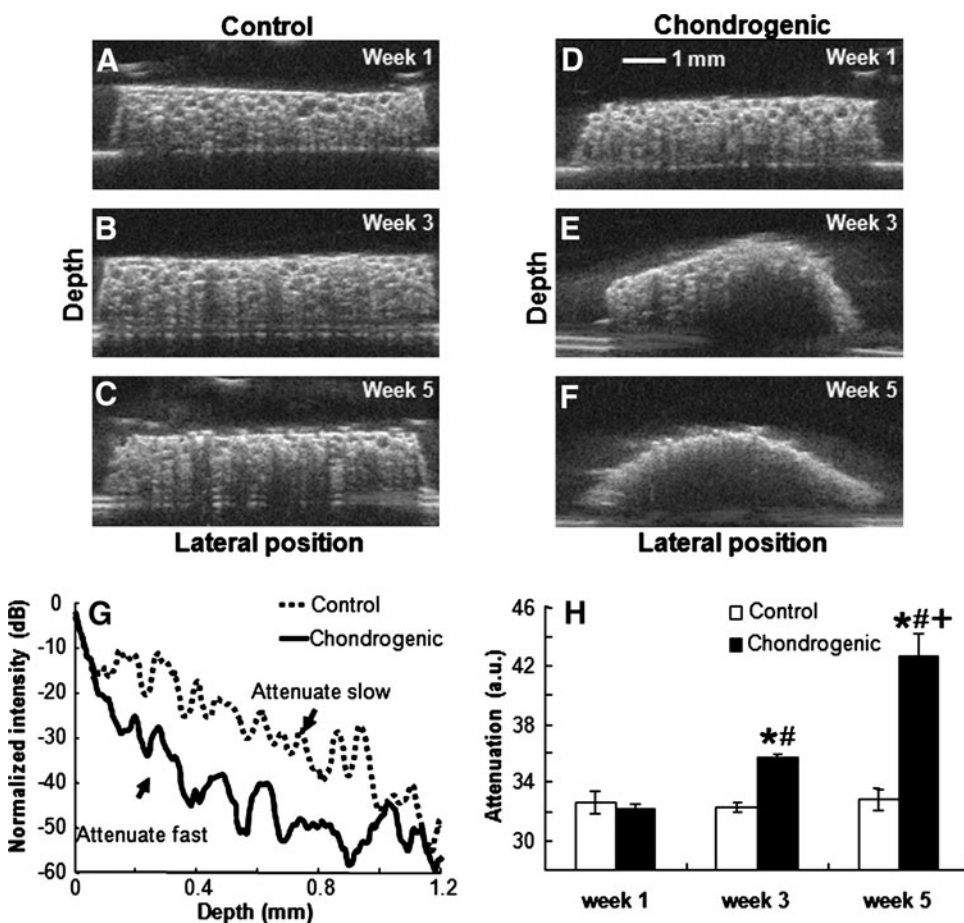 Control
Chondrogenic
A
Week 1
D
1 mm
Week 1
B
Week 3
E
Week 3
Depth
Depth
C
Week 5
F
Week 5
Lateral position
Lateral position
G
Control
Chondrogenic
Attenuate slow
Attenuate fast
Normalized intensity (dB)
0
-10
-20
-30
-40
-50
-60
0
0.4
0.8
1.2
Depth (mm)
H
Control
Chondrogenic
*#
*#+
Attenuation (a.u.)
46
42
38
34
32
30
week 1
week 3
week 5